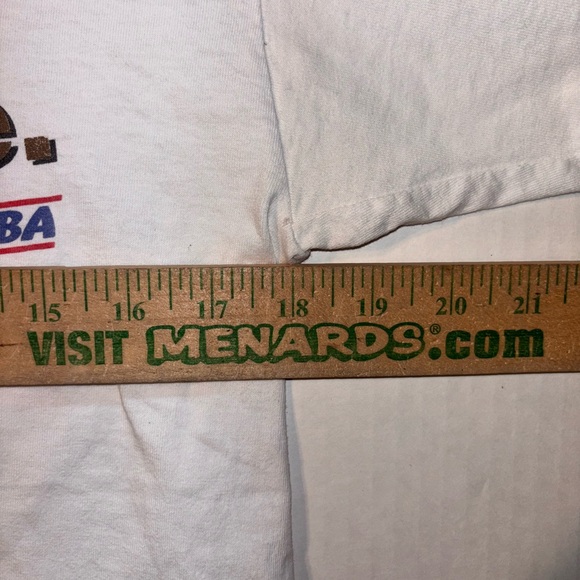 e.
BA
15 16 17 18 19 20 21
VISIT MENARDS®.com